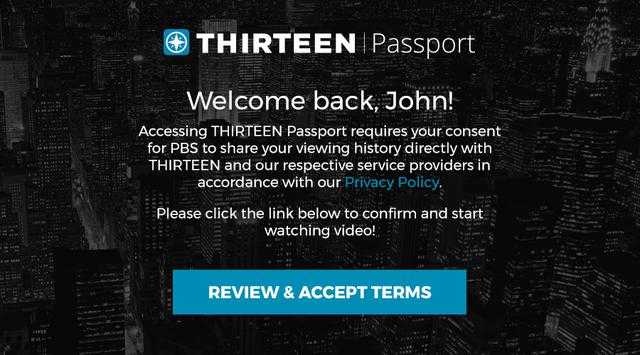 THIRTEEN | Passport
Welcome back, John!
Accessing THIRTEEN Passport requires your consent
for PBS to share your viewing history directly with
THIRTEEN and our respective service providers in
accordance with our Privacy Policy.
Please click the link below to confirm and start
watching video!
REVIEW & ACCEPT TERMS